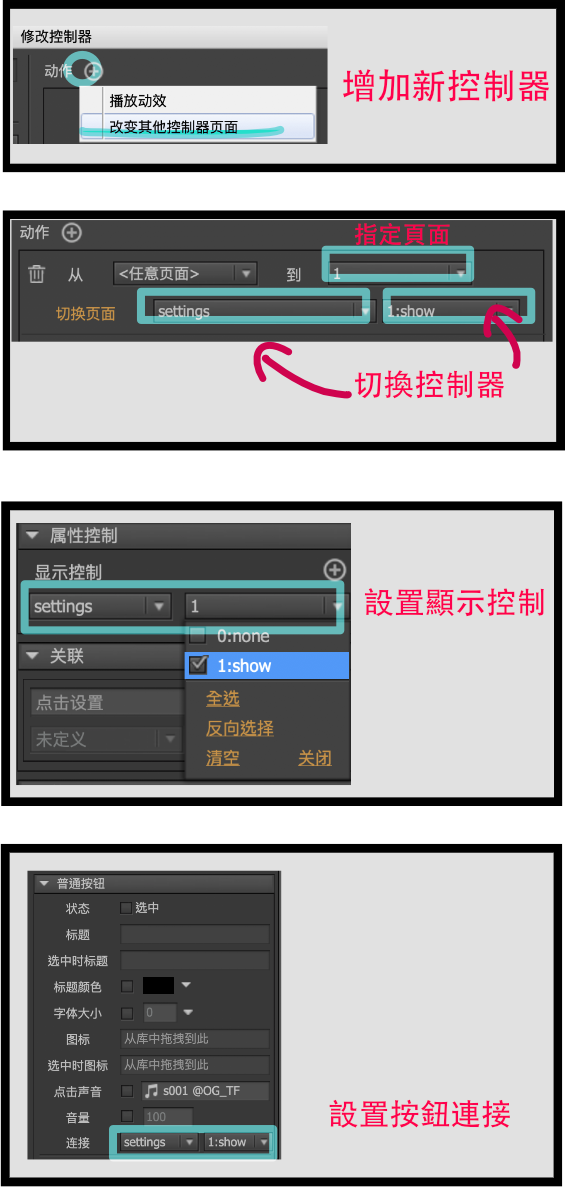 修改控制器
动作
播放动效
改变其他控制器页面
增加新控制器
动作
指定頁面
从 <任意页面> 到 1
切换页面 settings 1:show
切換控制器
属性控制
显示控制
settings 1
0:none
1:show
关联
点击设置
全选
反向选择
未定义
清空 关闭
設置顯示控制
普通按钮
状态 选中
标题
选中时标题
标题颜色
字体大小 0
图标 从库中拖拽到此
选中时图标 从库中拖拽到此
点击声音 s001 @OG_TF
音量 100
连接 settings 1:show
設置按鈕連接